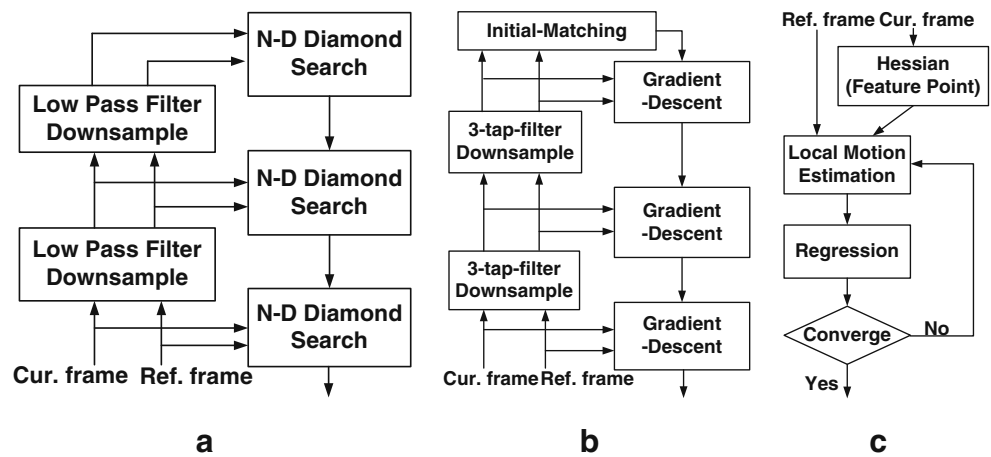 N-D Diamond
Search
Low Pass Filter
Downsample
N-D Diamond
Search
Low Pass Filter
Downsample
N-D Diamond
Search
Cur. frame Ref. frame
a
Initial-Matching
Gradient
-Descent
3-tap-filter
Downsample
Gradient
-Descent
3-tap-filter
Downsample
Gradient
-Descent
Cur. frame Ref. frame
b
Ref. frame Cur. frame
Hessian
(Feature Point)
Local Motion
Estimation
Regression
Converge
No
Yes
c